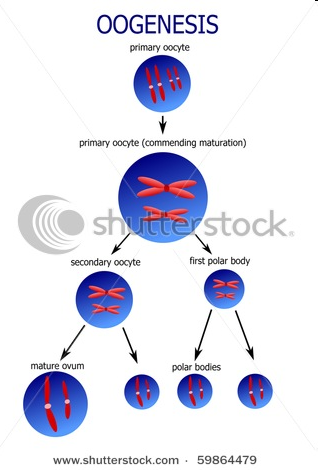 OOGENESIS
primary oocyte
primary oocyte (commending maturation)
shutterstock
secondary oocyte
first polar body
mature ovum
polar bodies
www.shutterstock.com · 59864479